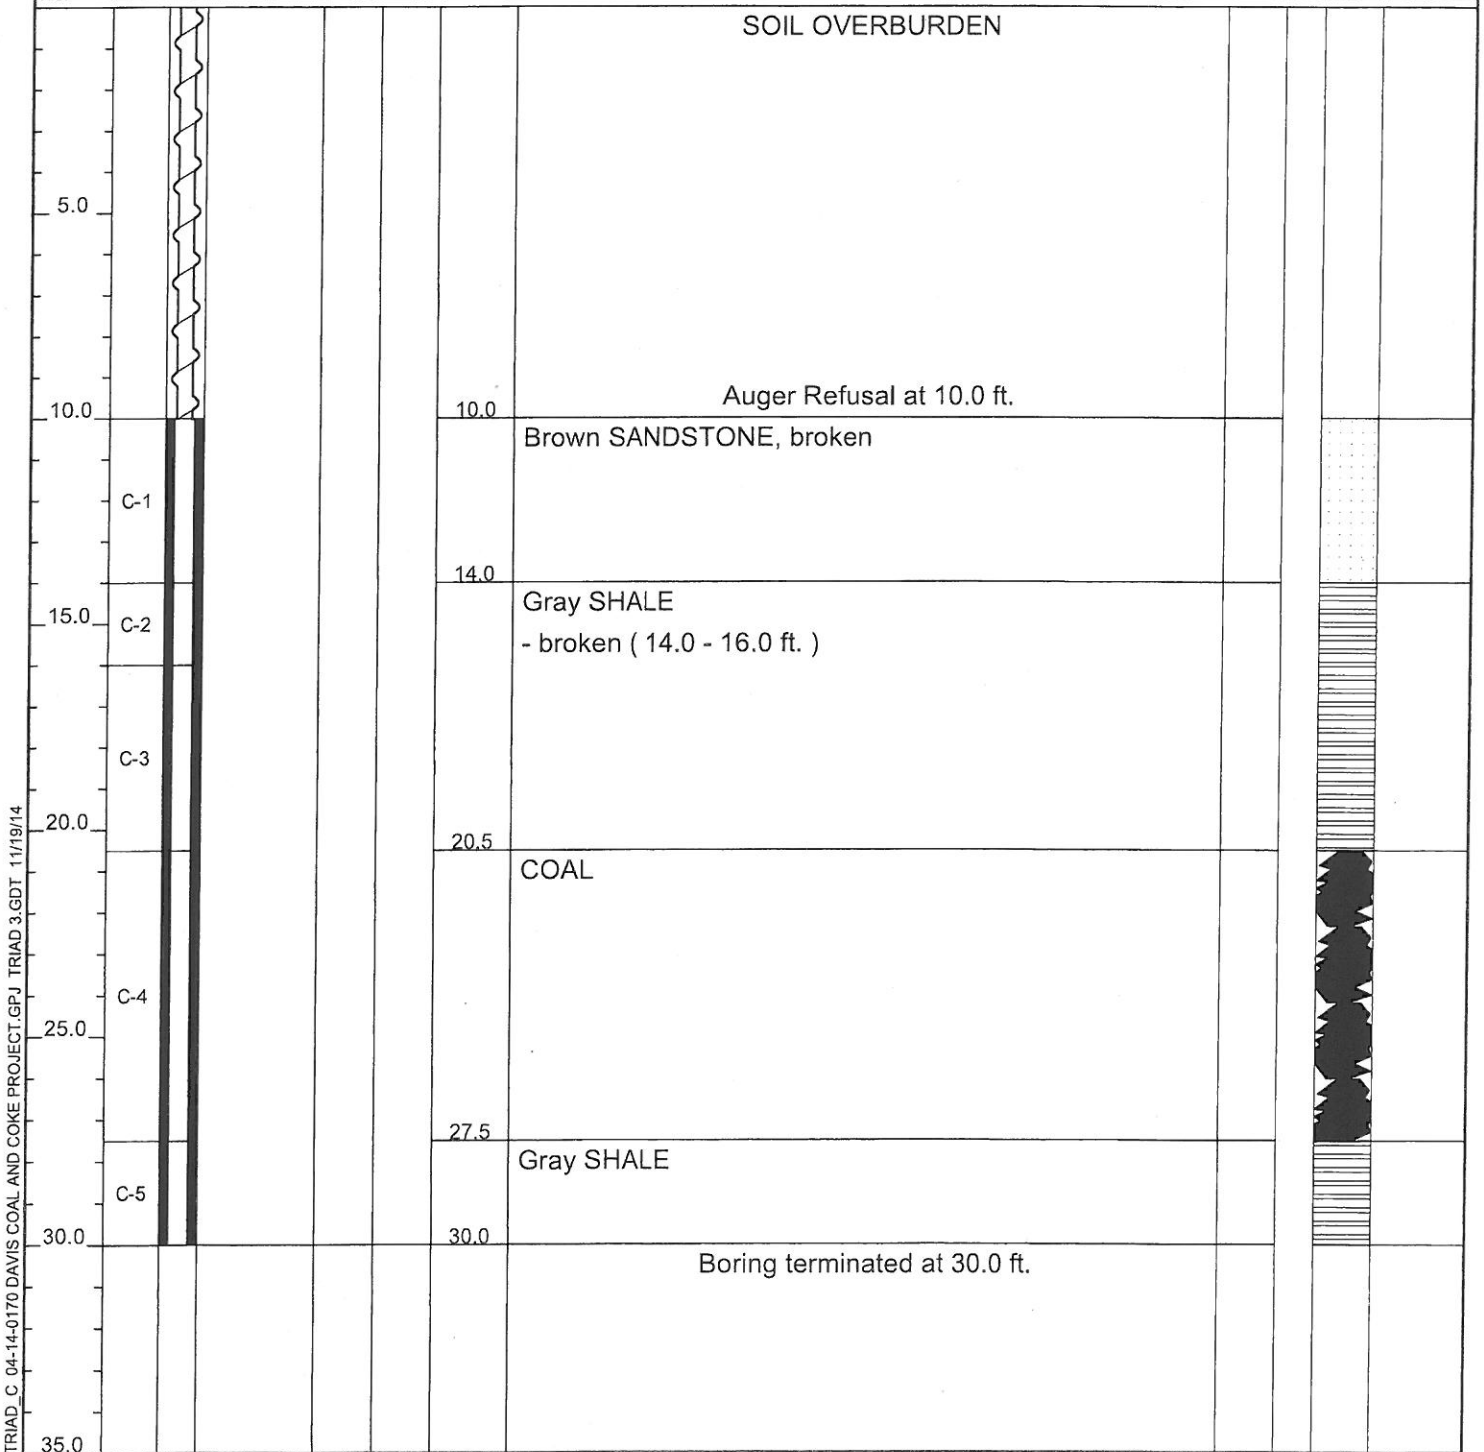 SOIL OVERBURDEN
5.0
Auger Refusal at 10.0 ft.
10.0
10.0
Brown SANDSTONE, broken
C-1
14.0
Gray SHALE
15.0
C-2
- broken ( 14.0 - 16.0 ft. )
C-3
20.0
20.5
COAL
C-4
25.0
27.5
Gray SHALE
C-5
30.0
30.0
Boring terminated at 30.0 ft.
35.0
TRIAD_C 04-14-0170 DAVIS COAL AND COKE PROJECT.GPJ TRIAD 3.GDT 11/19/14